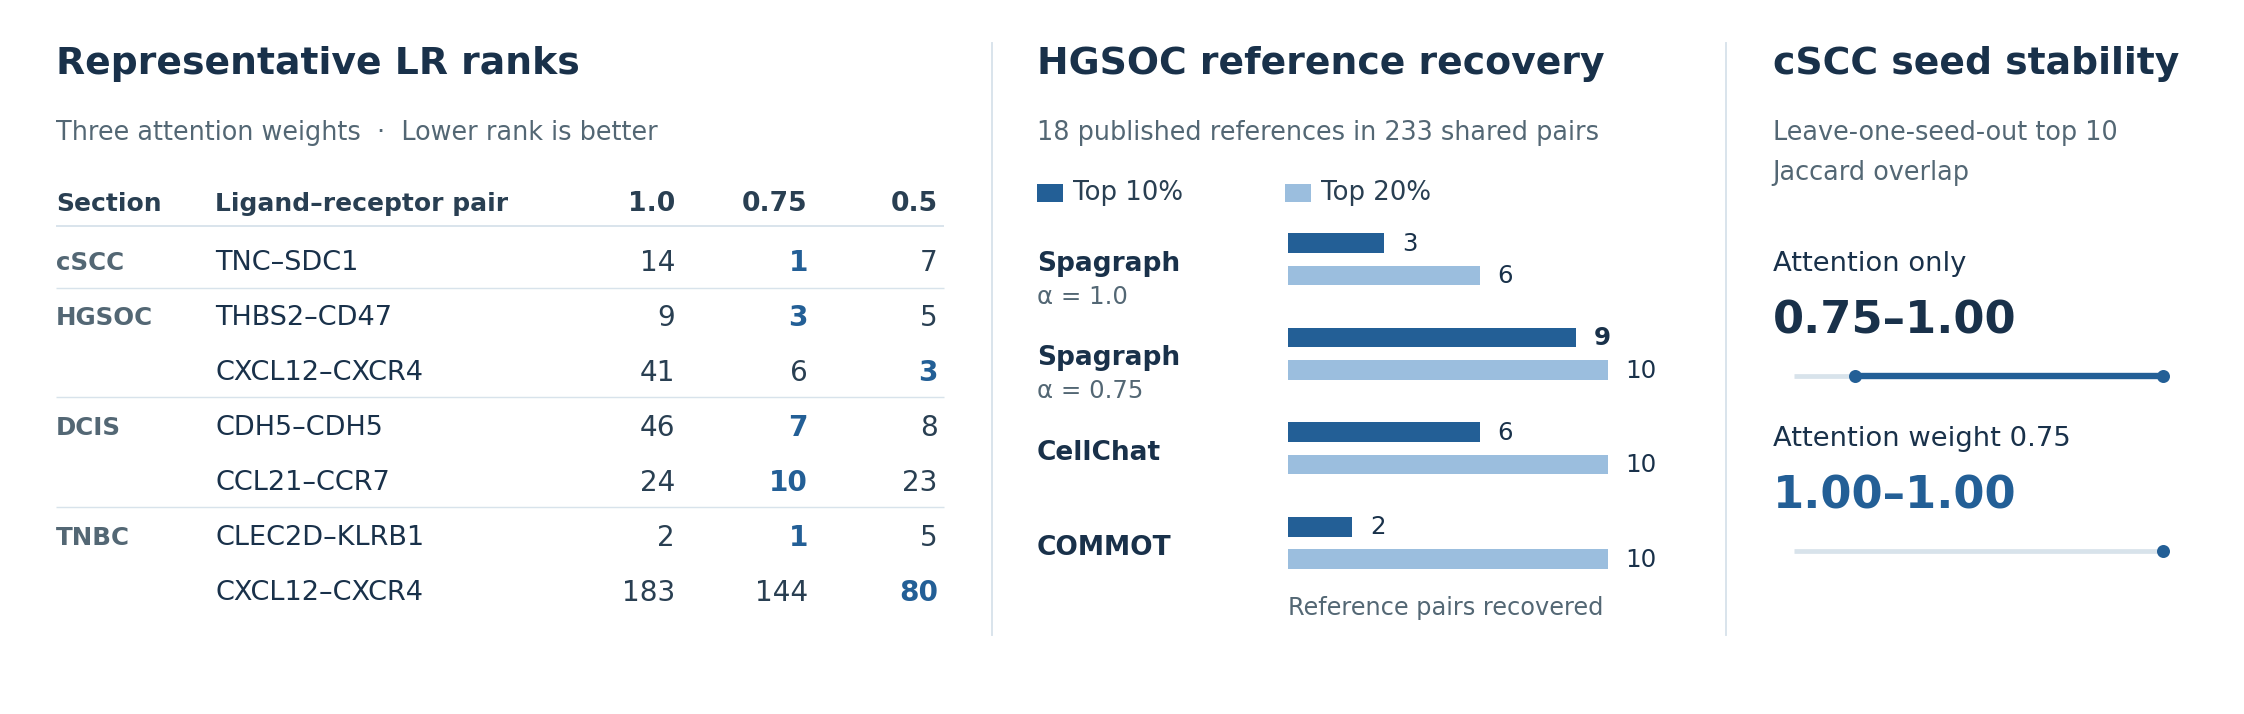 Representative LR ranks
Three attention weights · Lower rank is better
Section Ligand–receptor pair 1.0 0.75 0.5
cSCC TNC–SDC1 14 1 7
HGSOC THBS2–CD47 9 3 5
CXCL12–CXCR4 41 6 3
DCIS CDH5–CDH5 46 7 8
CCL21–CCR7 24 10 23
TNBC CLEC2D–KLRB1 2 1 5
CXCL12–CXCR4 183 144 80
HGSOC reference recovery
18 published references in 233 shared pairs
Top 10% Top 20%
Spagraph
α = 1.0
3
6
Spagraph
α = 0.75
9
10
CellChat
6
10
COMMOT
2
10
Reference pairs recovered
cSCC seed stability
Leave-one-seed-out top 10
Jaccard overlap
Attention only
0.75–1.00
Attention weight 0.75
1.00–1.00